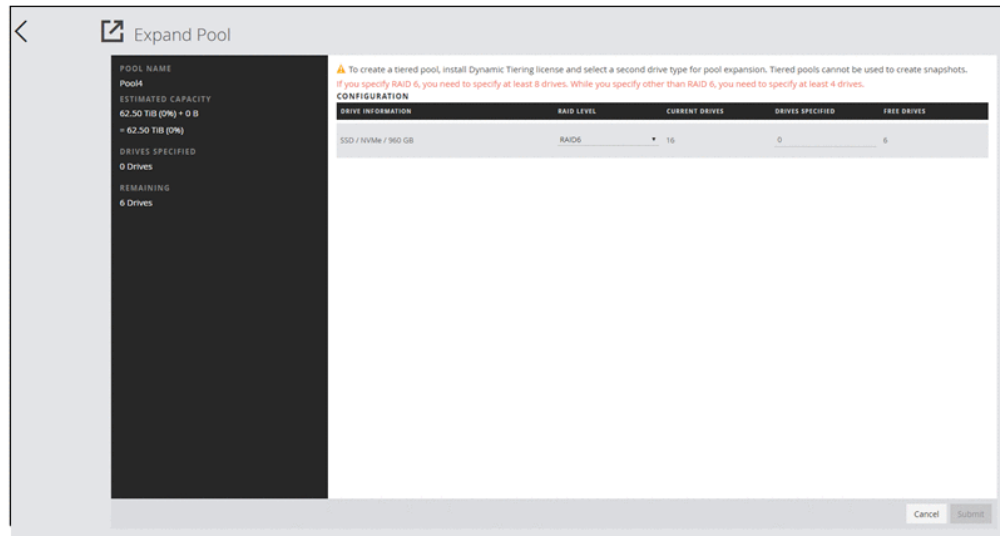 Expand Pool
POOL NAME
Pool4
ESTIMATED CAPACITY
62.50 TiB (0%) + 0 B
= 62.50 TiB (0%)
DRIVES SPECIFIED
0 Drives
REMAINING
6 Drives
To create a tiered pool, install Dynamic Tiering license and select a second drive type for pool expansion. Tiered pools cannot be used to create snapshots.
If you specify RAID 6, you need to specify at least 8 drives. While you specify other than RAID 6, you need to specify at least 4 drives.
CONFIGURATION
DRIVE INFORMATION RAID LEVEL CURRENT DRIVES DRIVES SPECIFIED FREE DRIVES
SSD / NVMe / 960 GB RAID6 16 0 6
Cancel Submit